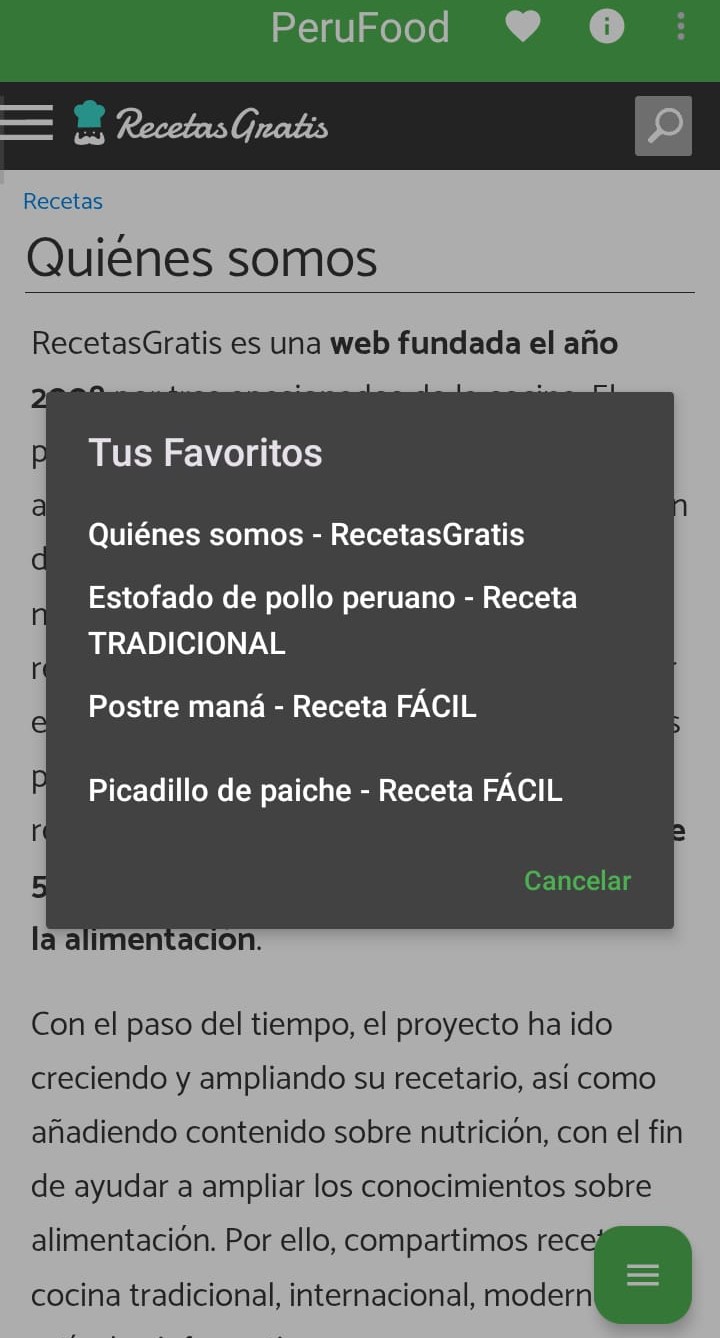 PeruFood
RecetasGratis
Recetas
Quiénes somos
RecetasGratis es una web fundada el año
Tus Favoritos
Quiénes somos - RecetasGratis
Estofado de pollo peruano - Receta
TRADICIONAL
Postre maná - Receta FÁCIL
Picadillo de paiche - Receta FÁCIL
Cancelar
la alimentación.
Con el paso del tiempo, el proyecto ha ido
creciendo y ampliando su recetario, así como
añadiendo contenido sobre nutrición, con el fin
de ayudar a ampliar los conocimientos sobre
alimentación. Por ello, compartimos
cocina tradicional, internacional,